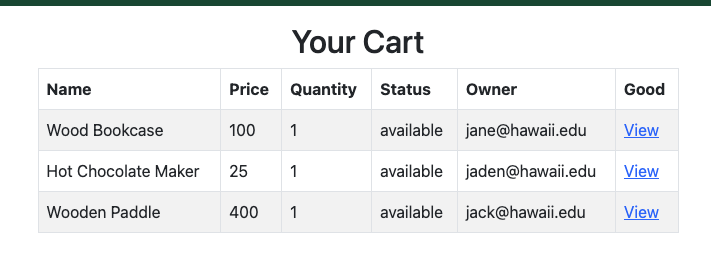 Your Cart
Name Price Quantity Status Owner Good
Wood Bookcase 100 1 available jane@hawaii.edu View
Hot Chocolate Maker 25 1 available jaden@hawaii.edu View
Wooden Paddle 400 1 available jack@hawaii.edu View